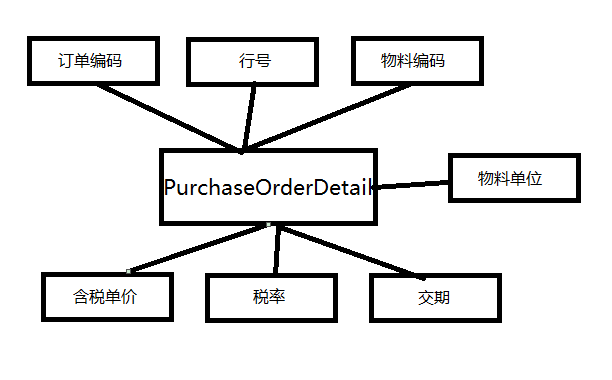 订单编码
行号
物料编码
PurchaseOrderDetail
物料单位
含税单价
税率
交期